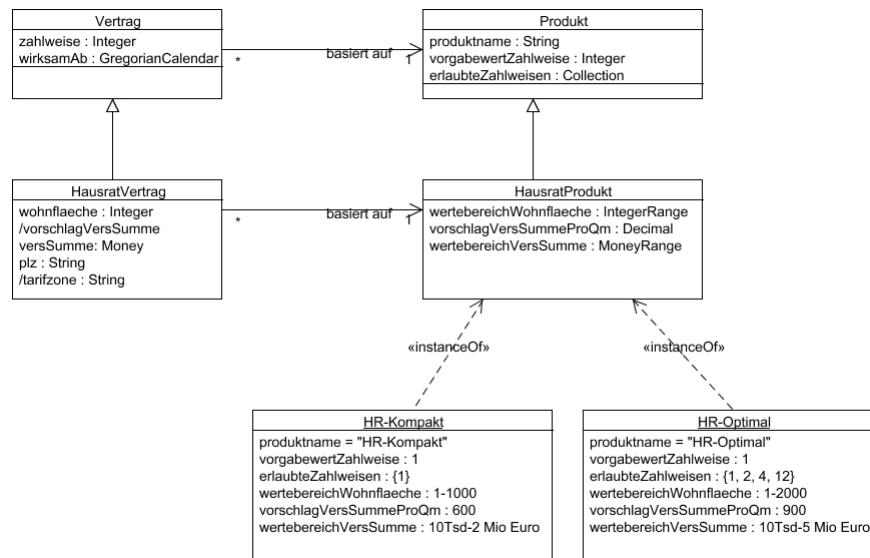 Vertrag
zahlweise : Integer
wirksamAb : GregorianCalendar
*
basiert auf
1
Produkt
produktname : String
vorgabewertZahlweise : Integer
erlaubteZahlweisen : Collection
HausratVertrag
wohnflaeche : Integer
/vorschlagVersSumme
versSumme: Money
plz : String
/tarifzone : String
*
basiert auf
1
HausratProdukt
wertebereichWohnflaeche : IntegerRange
vorschlagVersSummeProQm : Decimal
wertebereichVersSumme : MoneyRange
«instanceOf»
«instanceOf»
HR-Kompakt
produktname = "HR-Kompakt"
vorgabewertZahlweise : 1
erlaubteZahlweisen : {1}
wertebereichWohnflaeche : 1-1000
vorschlagVersSummeProQm : 600
wertebereichVersSumme : 10Tsd-2 Mio Euro
HR-Optimal
produktname = "HR-Optimal"
vorgabewertZahlweise : 1
erlaubteZahlweisen : {1, 2, 4, 12}
wertebereichWohnflaeche : 1-2000
vorschlagVersSummeProQm : 900
wertebereichVersSumme : 10Tsd-5 Mio Euro